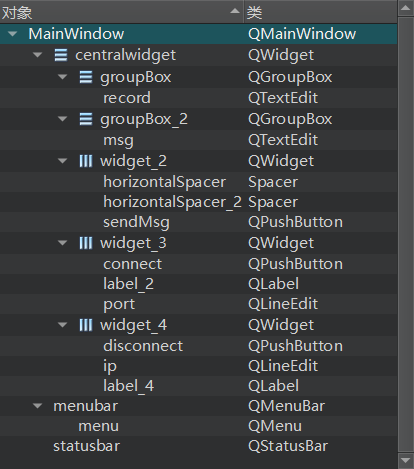 对象 类
MainWindow QMainWindow
centralwidget QWidget
groupBox QGroupBox
record QTextEdit
groupBox_2 QGroupBox
msg QTextEdit
widget_2 QWidget
horizontalSpacer Spacer
horizontalSpacer_2 Spacer
sendMsg QPushButton
widget_3 QWidget
connect QPushButton
label_2 QLabel
port QLineEdit
widget_4 QWidget
disconnect QPushButton
ip QLineEdit
label_4 QLabel
menubar QMenuBar
menu QMenu
statusbar QStatusBar